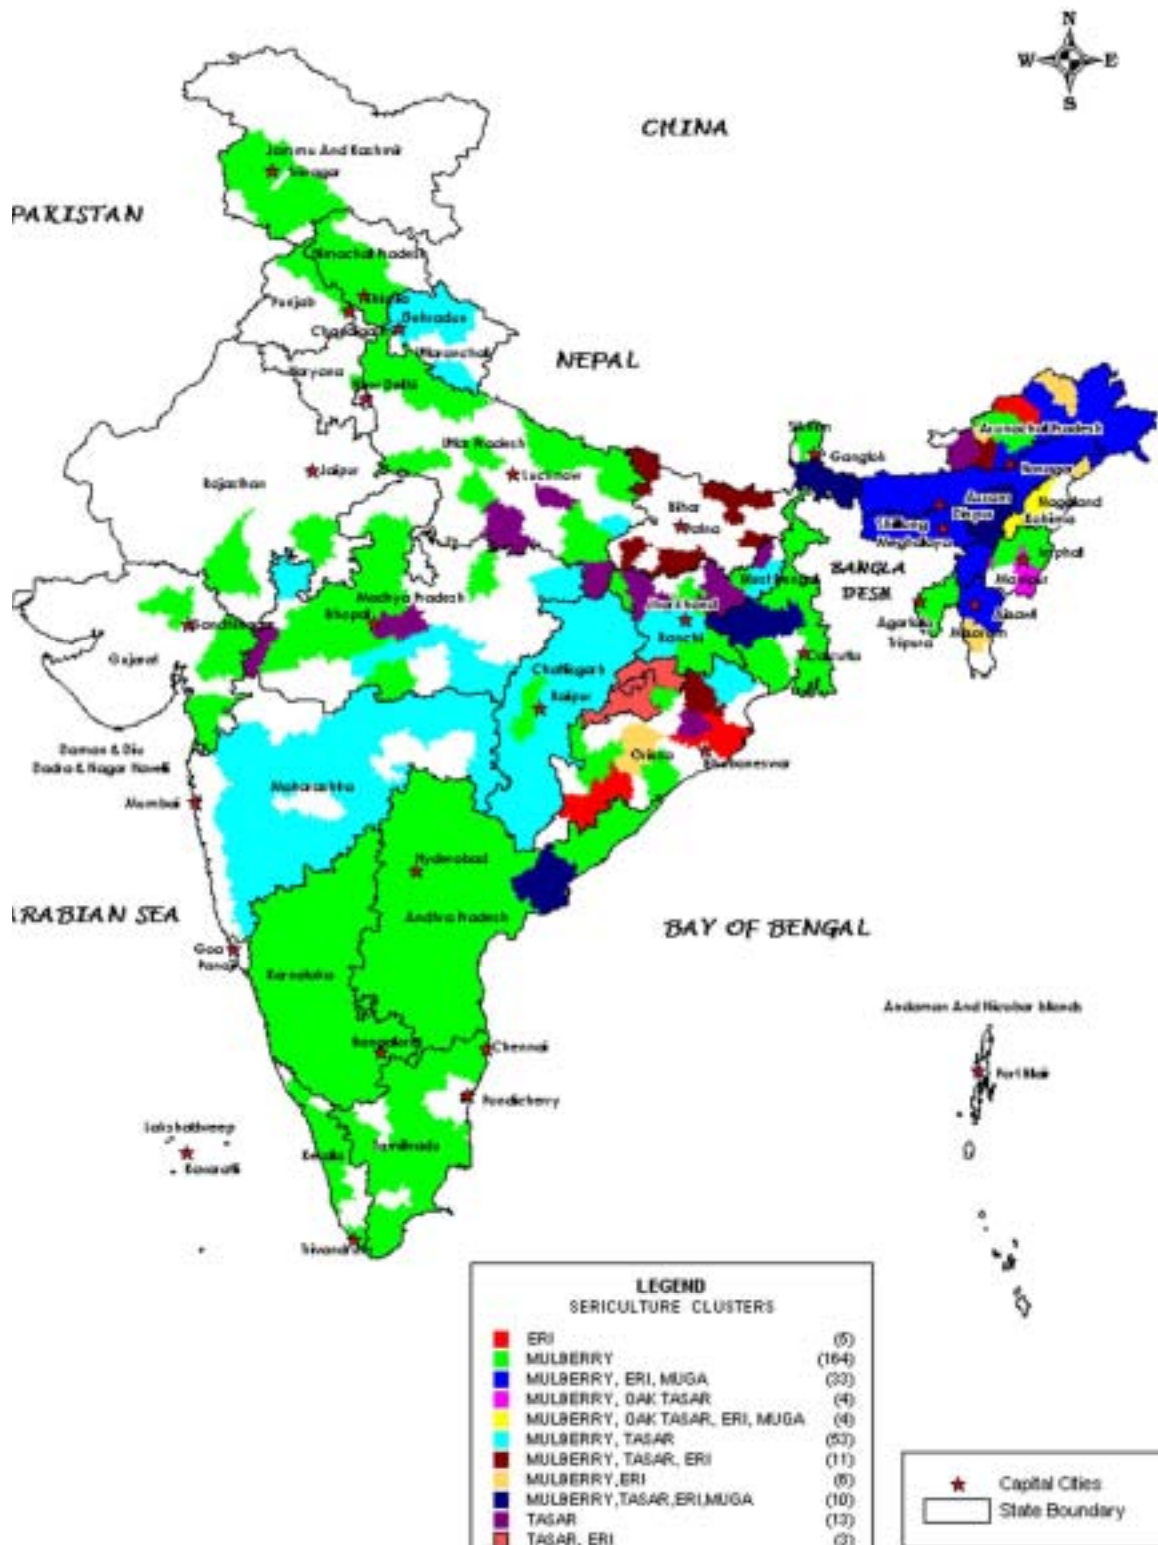 N
W E
S
CHINA
Jammu And Kashmir
Srinagar
PAKISTAN
Himachal Pradesh
Punjab
Shimla
Dehradun
Chandigarh
Uttaranchal
NEPAL
Haryana
New Delhi
Sikkim
Gangtok
Arunachal Pradesh
Uttar Pradesh
Lucknow
Jaipur
Rajasthan
Itanagar
Assam
Nagaland
Dispur
Kohima
Bihar
Patna
Shillong
Meghalaya
Imphal
Manipur
BANGLA
DESH
West Bengal
Madhya Pradesh
Jharkhand
Bhopal
Gandhinagar
Ranchi
Agartala
Tripura
Aizawl
Mizoram
Gujarat
Calcutta
Chattisgarh
Raipur
Daman & Diu
Dadra & Nagar Haveli
Orissa
Bhubaneswar
Mumbai
Maharashtra
Hyderabad
Andhra Pradesh
ARABIAN SEA
BAY OF BENGAL
Goa
Panaji
Karnataka
Andaman And Nicobar Islands
Bangalore
Chennai
Port Blair
Pondicherry
Lakshadweep
Kavaratti
Kerala
Tamilnadu
Trivandrum
LEGEND
SERICULTURE CLUSTERS
ERI
MULBERRY (164)
MULBERRY, ERI, MUGA (33)
MULBERRY, OAK TASAR (4)
MULBERRY, OAK TASAR, ERI, MUGA (4)
MULBERRY, TASAR (53)
MULBERRY, TASAR, ERI (11)
MULBERRY,ERI
MULBERRY,TASAR,ERI,MUGA (10)
TASAR (13)
TASAR, ERI (3)
Capital Cities
State Boundary